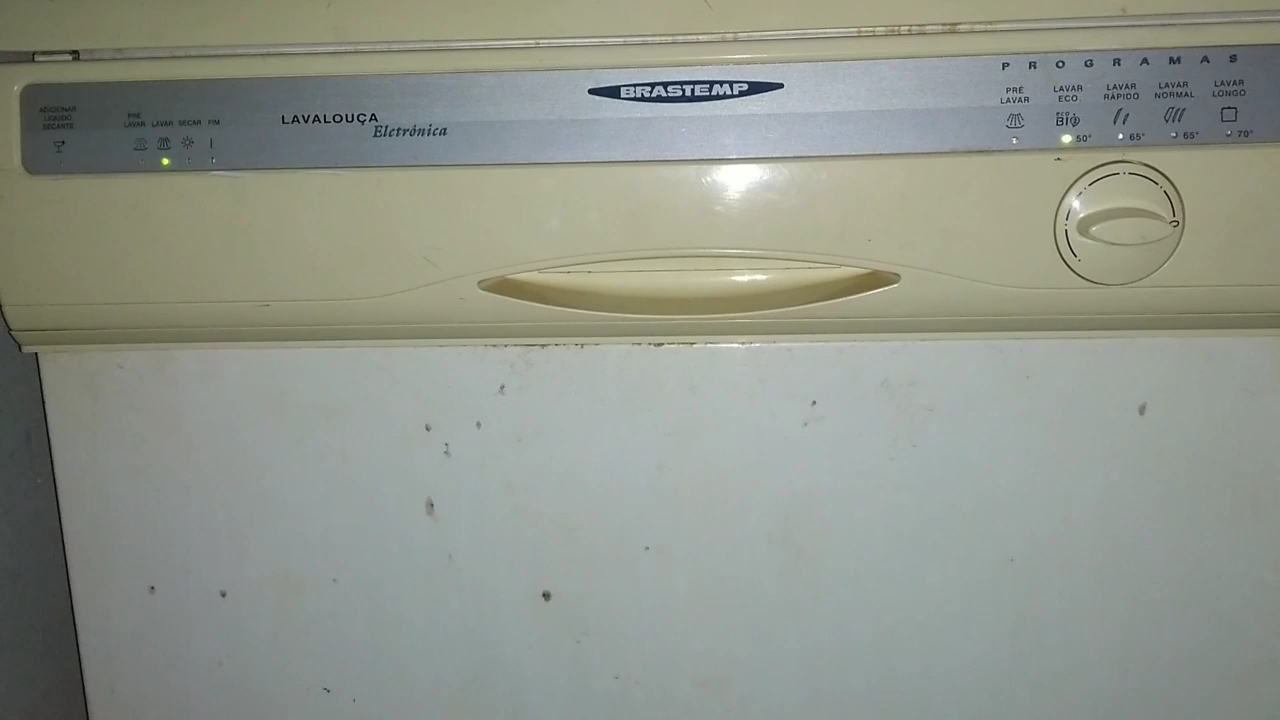 ADICIONAR
LÍQUIDO
SECANTE
PRÉ
LAVAR LAVAR SECAR FIM
LAVALOUÇA
Eletrônica
BRASTEMP
PROGRAMAS
PRÉ
LAVAR
LAVAR
ECO
LAVAR
RÁPIDO
LAVAR
NORMAL
LAVAR
LONGO
BIO
50° 65° 65° 70°